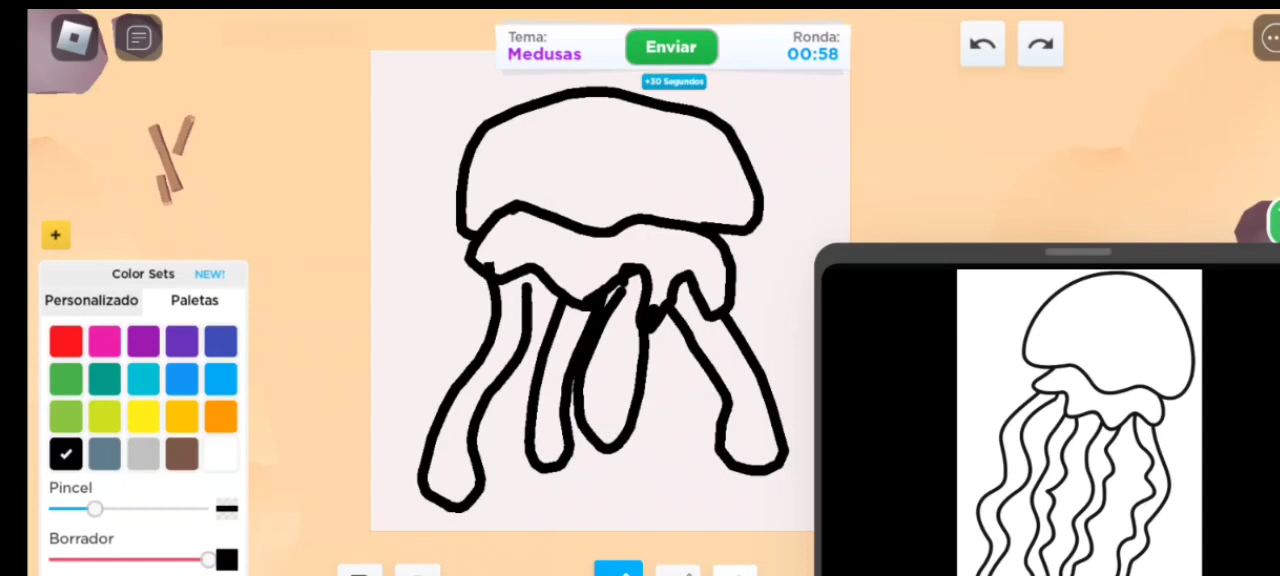 Tema:
Medusas
Enviar
Ronda:
00:58
+30 Segundos
+
Color Sets NEW!
Personalizado Paletas
Pincel
Borrador